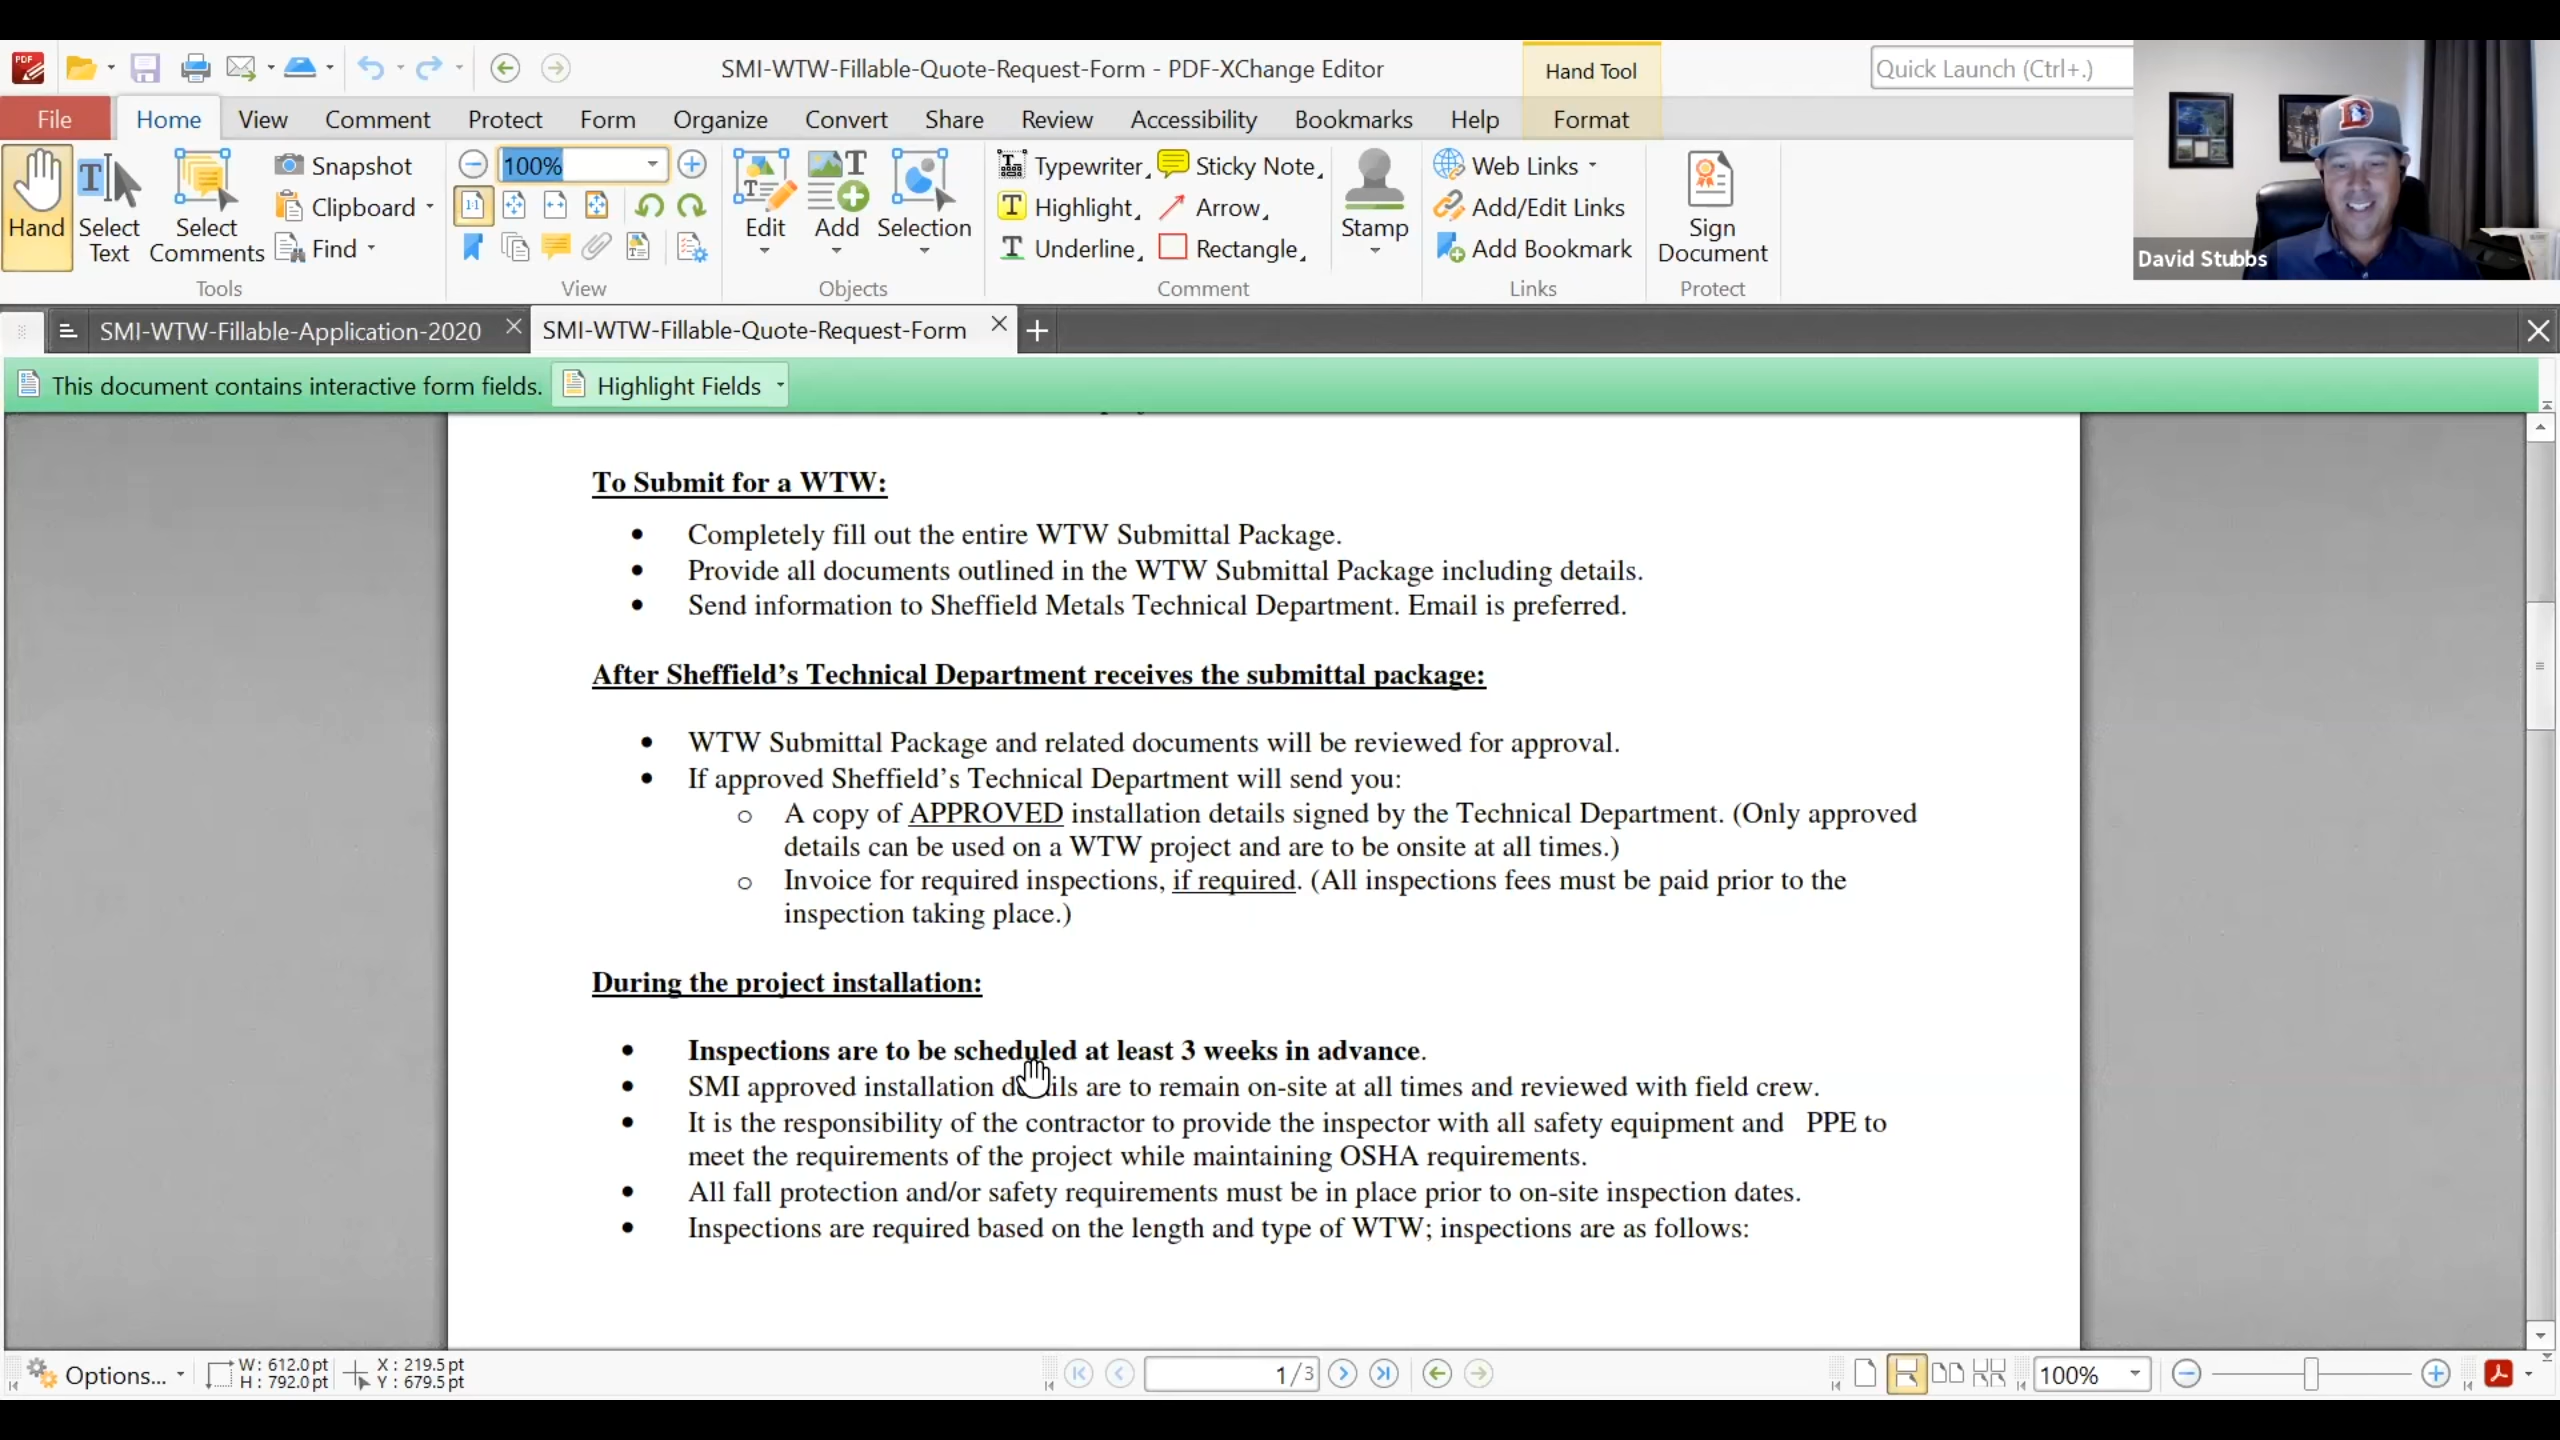 SMI-WTW-Fillable-Quote-Request-Form - PDF-XChange Editor
Hand Tool
Quick Launch (Ctrl+.)
File Home View Comment Protect Form Organize Convert Share Review Accessibility Bookmarks Help Format
Hand
Select Text
Select Comments
Snapshot
Clipboard
Find
Tools
100%
View
Edit
Add
Selection
Objects
Typewriter
Highlight
Underline
Sticky Note
Arrow
Rectangle
Stamp
Comment
Web Links
Add/Edit Links
Add Bookmark
Links
Sign Document
Protect
David Stubbs
SMI-WTW-Fillable-Application-2020
SMI-WTW-Fillable-Quote-Request-Form
This document contains interactive form fields. Highlight Fields
To Submit for a WTW:
• Completely fill out the entire WTW Submittal Package.
• Provide all documents outlined in the WTW Submittal Package including details.
• Send information to Sheffield Metals Technical Department. Email is preferred.
After Sheffield’s Technical Department receives the submittal package:
• WTW Submittal Package and related documents will be reviewed for approval.
• If approved Sheffield’s Technical Department will send you:
o A copy of APPROVED installation details signed by the Technical Department. (Only approved
details can be used on a WTW project and are to be onsite at all times.)
o Invoice for required inspections, if required. (All inspections fees must be paid prior to the
inspection taking place.)
During the project installation:
• Inspections are to be scheduled at least 3 weeks in advance.
• SMI approved installation details are to remain on-site at all times and reviewed with field crew.
• It is the responsibility of the contractor to provide the inspector with all safety equipment and PPE to
meet the requirements of the project while maintaining OSHA requirements.
• All fall protection and/or safety requirements must be in place prior to on-site inspection dates.
• Inspections are required based on the length and type of WTW; inspections are as follows:
Options...
W: 612.0 pt
H: 792.0 pt
X: 219.5 pt
Y: 679.5 pt
1 / 3
100%